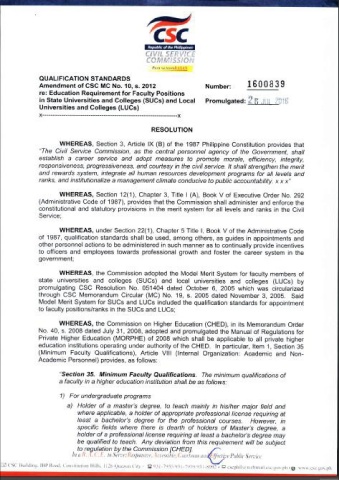 CSC
Republic of the Philippines
CIVIL SERVICE
COMMISSION
QUALIFICATION STANDARDS
Amendment of CSC MC No. 10, s. 2012
re: Education Requirement for Faculty Positions
in State Universities and Colleges (SUCs) and Local
Universities and Colleges (LUCs)
x-----------------------------------------------x
Number: 1600839
Promulgated: JUL 2016
RESOLUTION
WHEREAS, Section 3, Article IX (B) of the 1987 Philippine Constitution provides that
"The Civil Service Commission, as the central personnel agency of the Government, shall
establish a career service and adopt measures to promote morale, efficiency, integrity,
responsiveness, progressiveness, and courtesy in the civil service. It shall strengthen the merit
and rewards system, integrate all human resources development programs for all levels and
ranks, and institutionalize a management climate conducive to public accountability. x x x"
WHEREAS, Section 12(1), Chapter 3, Title I (A), Book V of Executive Order No. 292
(Administrative Code of 1987), provides that the Commission shall administer and enforce the
constitutional and statutory provisions in the merit system for all levels and ranks in the Civil
Service;
WHEREAS, under Section 22(1), Chapter 5 Title I, Book V of the Administrative Code
of 1987, qualification standards shall be used, among others, as guides in appointments and
other personnel actions to be administered in such manner as to continually provide incentives
to officers and employees towards professional growth and foster the career system in the
government;
WHEREAS, the Commission adopted the Model Merit System for faculty members of
state universities and colleges (SUCs) and local universities and colleges (LUCs) by
promulgating CSC Resolution No. 051404 dated October 6, 2005 which was circularized
through CSC Memorandum Circular (MC) No. 19, s. 2005 dated November 3, 2005. Said
Model Merit System for SUCs and LUCs included the qualification standards for appointment
to faculty positions/ranks in the SUCs and LUCs;
WHEREAS, the Commission on Higher Education (CHED), in its Memorandum Order
No. 40, s. 2008 dated July 31, 2008, adopted and promulgated the Manual of Regulations for
Private Higher Education (MORPHE) of 2008 which shall be applicable to all private higher
education institutions operating under authority of the CHED. In particular, Item 1, Section 35
(Minimum Faculty Qualifications), Article VIII (Internal Organization: Academic and Non-
Academic Personnel) provides, as follows:
"Section 35. Minimum Faculty Qualifications. The minimum qualifications of
a faculty in a higher education institution shall be as follows:
1) For undergraduate programs
a) Holder of a master's degree, to teach mainly in his/her major field and
where applicable, a holder of appropriate professional license requiring at
least a bachelor's degree for the professional courses. However, in
specific fields where there is dearth of holders of Master's degree, a
holder of a professional license requiring at least a bachelor's degree may
be qualified to teach. Any deviation from this requirement will be subject
to regulation by the Commission [CHED].
CSC Building, IBP Road, Constitution Hills, 1126 Quezon City